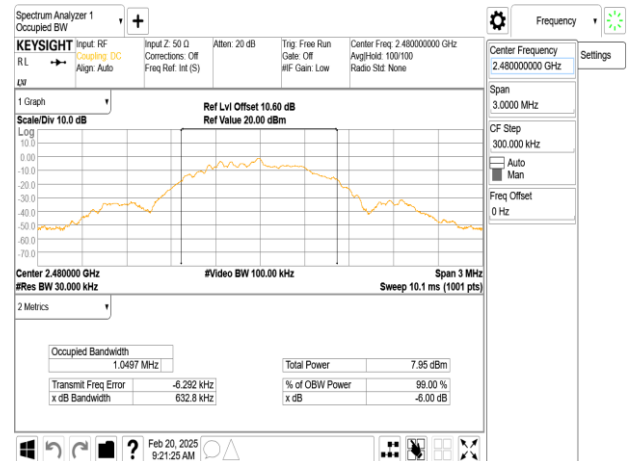 Spectrum Analyzer 1
Occupied BW
+
Frequency
KEYSIGHT
RL
Input: RF
Coupling: DC
Align: Auto
Input Z: 50 Ω
Corrections: Off
Freq Ref: Int (S)
Atten: 20 dB
Trig: Free Run
Gate: Off
#IF Gain: Low
Center Freq: 2.480000000 GHz
Avg|Hold: 100/100
Radio Std: None
Center Frequency
2.480000000 GHz
Settings
Span
3.0000 MHz
CF Step
300.000 kHz
Auto
Man
Freq Offset
0 Hz
1 Graph
Scale/Div 10.0 dB
Ref Lvl Offset 10.60 dB
Ref Value 20.00 dBm
Log
10.0
0.00
-10.0
-20.0
-30.0
-40.0
-50.0
-60.0
-70.0
Center 2.480000 GHz
#Res BW 30.000 kHz
#Video BW 100.00 kHz
Span 3 MHz
Sweep 10.1 ms (1001 pts)
2 Metrics
Occupied Bandwidth
1.0497 MHz
Transmit Freq Error -6.292 kHz
x dB Bandwidth 632.8 kHz
Total Power 7.95 dBm
% of OBW Power 99.00 %
x dB -6.00 dB
?
Feb 20, 2025
9:21:25 AM